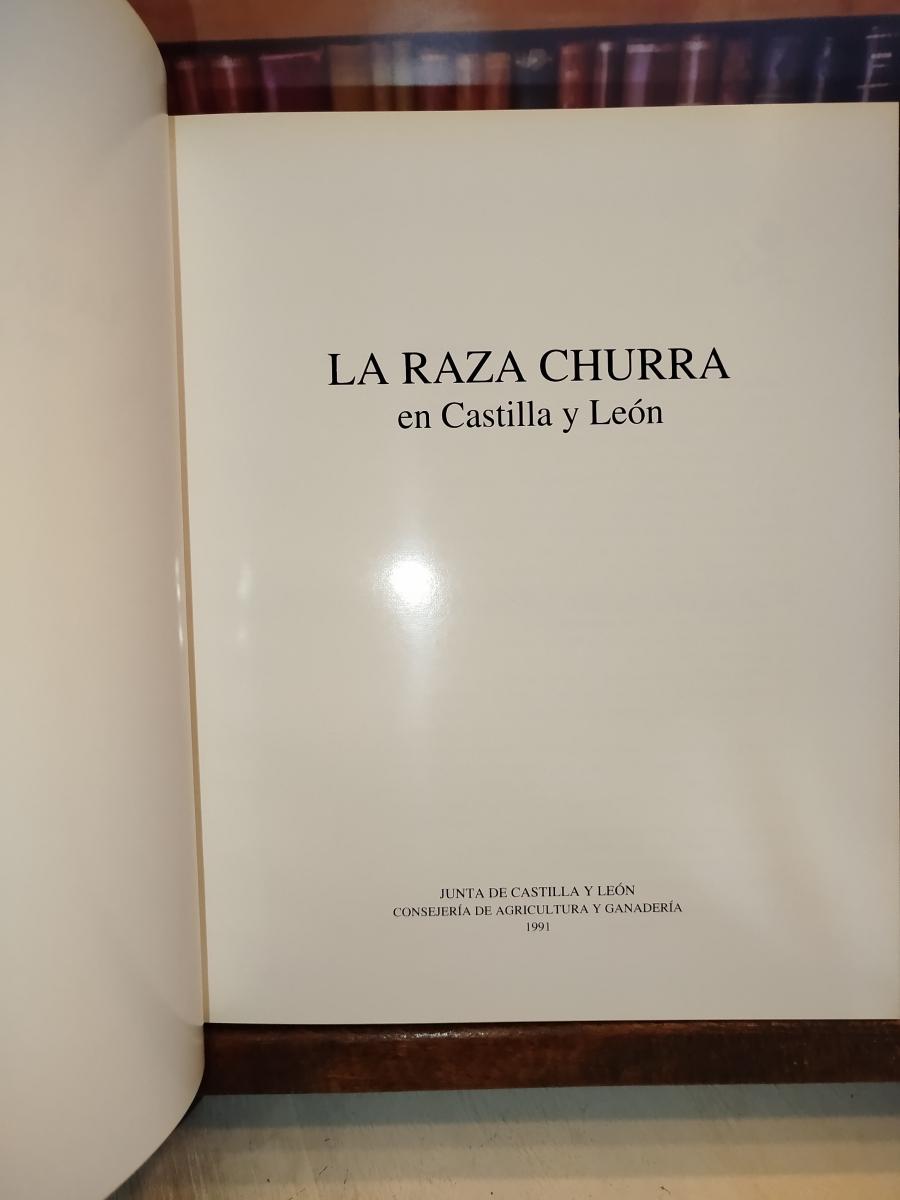 LA RAZA CHURRA
en Castilla y León
JUNTA DE CASTILLA Y LEÓN
CONSEJERÍA DE AGRICULTURA Y GANADERÍA
1991